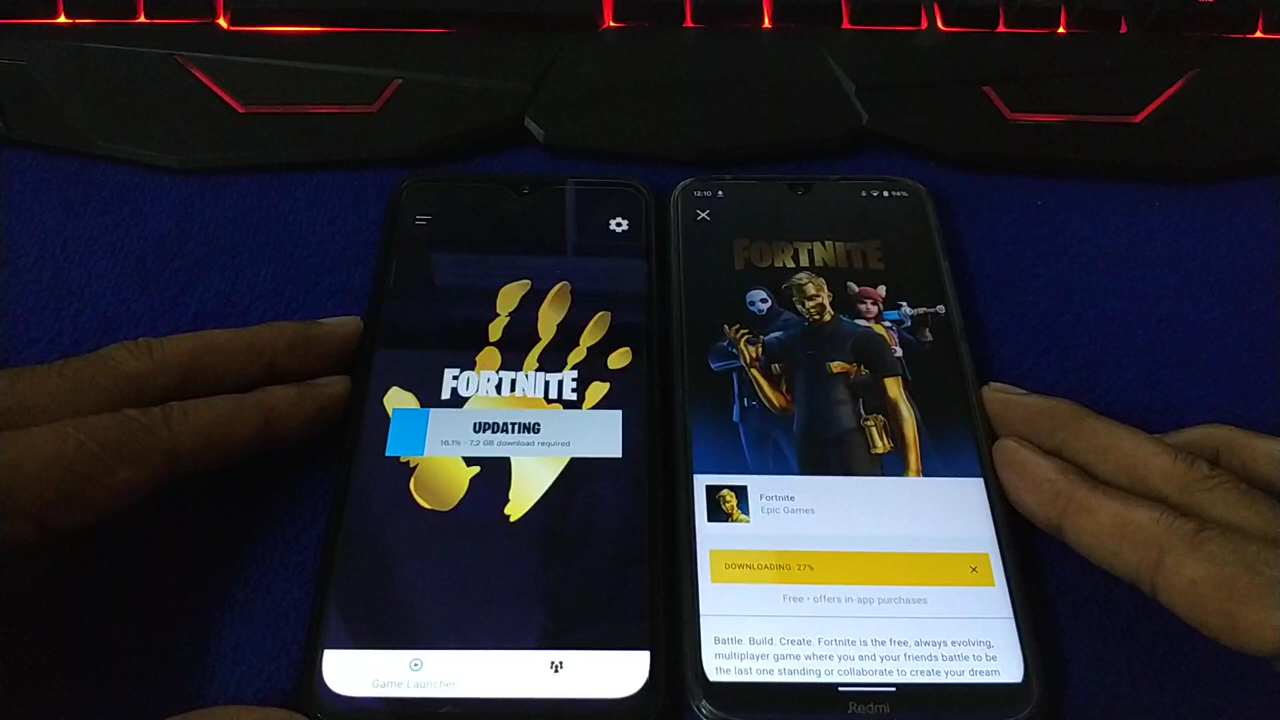 FORTNITE
UPDATING
16.1% - 7.2 GB download required
Game Launcher
12:10
94%
FORTNITE
Fortnite
Epic Games
DOWNLOADING: 27%
Free • offers in-app purchases
Battle. Build. Create. Fortnite is the free, always evolving,
multiplayer game where you and your friends battle to be
the last one standing or collaborate to create your dream
Redmi